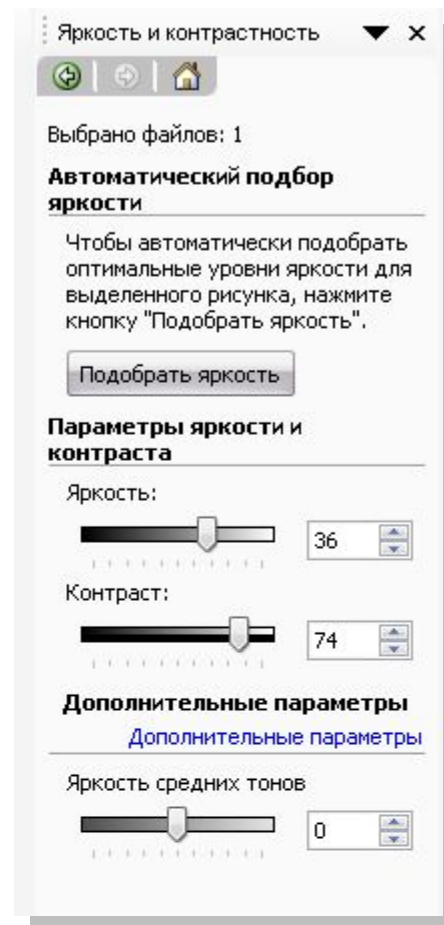 Яркость и контрастность
Выбрано файлов: 1
Автоматический подбор
яркости
Чтобы автоматически подобрать
оптимальные уровни яркости для
выделенного рисунка, нажмите
кнопку "Подобрать яркость".
Подобрать яркость
Параметры яркости и
контраста
Яркость:
36
Контраст:
74
Дополнительные параметры
Дополнительные параметры
Яркость средних тонов
0